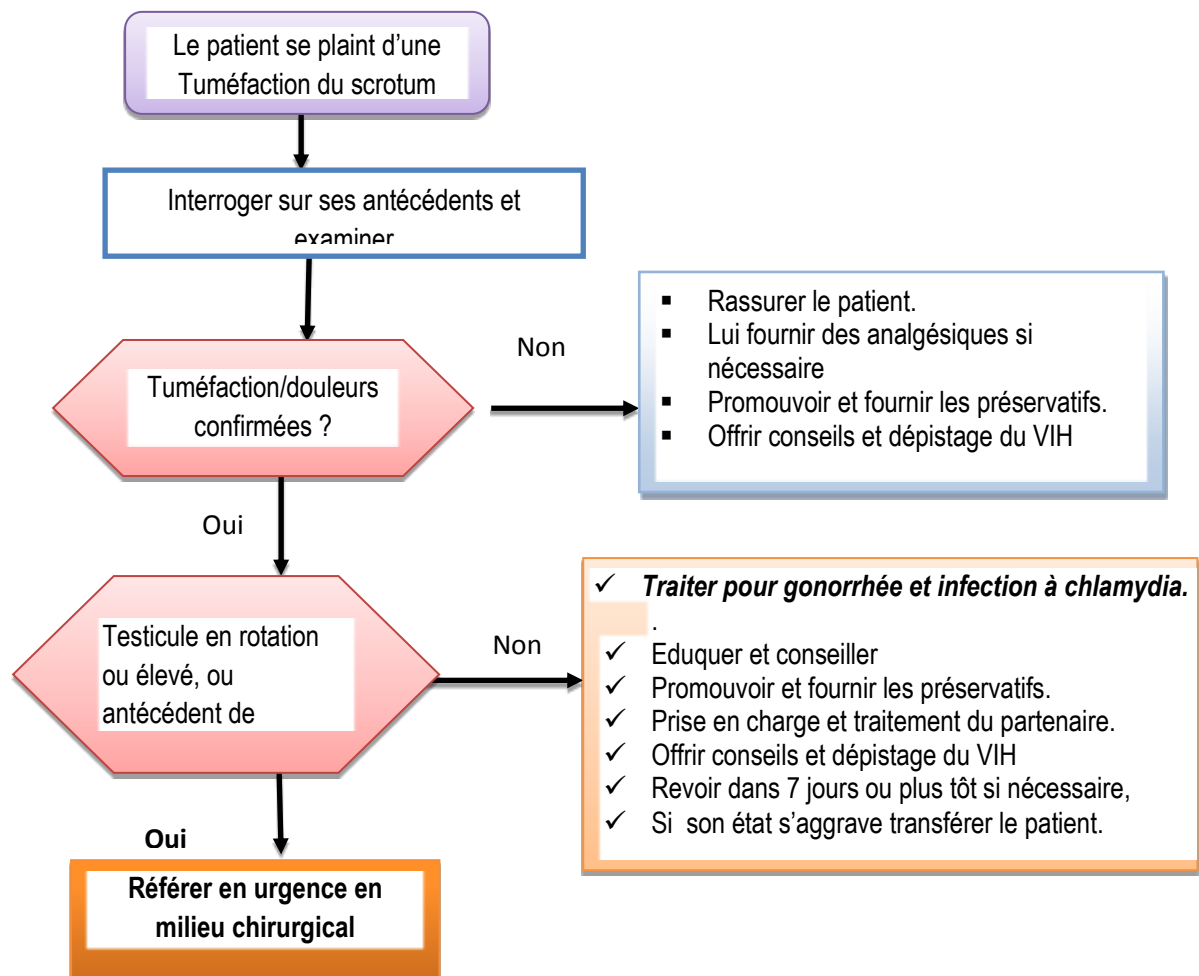 Le patient se plaint d’une
Tuméfaction du scrotum
Interroger sur ses antécédents et
examiner
Tuméfaction/douleurs
confirmées ?
Non
▪ Rassurer le patient.
▪ Lui fournir des analgésiques si
nécessaire
▪ Promouvoir et fournir les préservatifs.
▪ Offrir conseils et dépistage du VIH
Oui
Testicule en rotation
ou élevé, ou
antécédent de
Non
✓ Traiter pour gonorrhée et infection à chlamydia.
.
✓ Eduquer et conseiller
✓ Promouvoir et fournir les préservatifs.
✓ Prise en charge et traitement du partenaire.
✓ Offrir conseils et dépistage du VIH
✓ Revoir dans 7 jours ou plus tôt si nécessaire,
✓ Si son état s’aggrave transférer le patient.
Oui
Référer en urgence en
milieu chirurgical